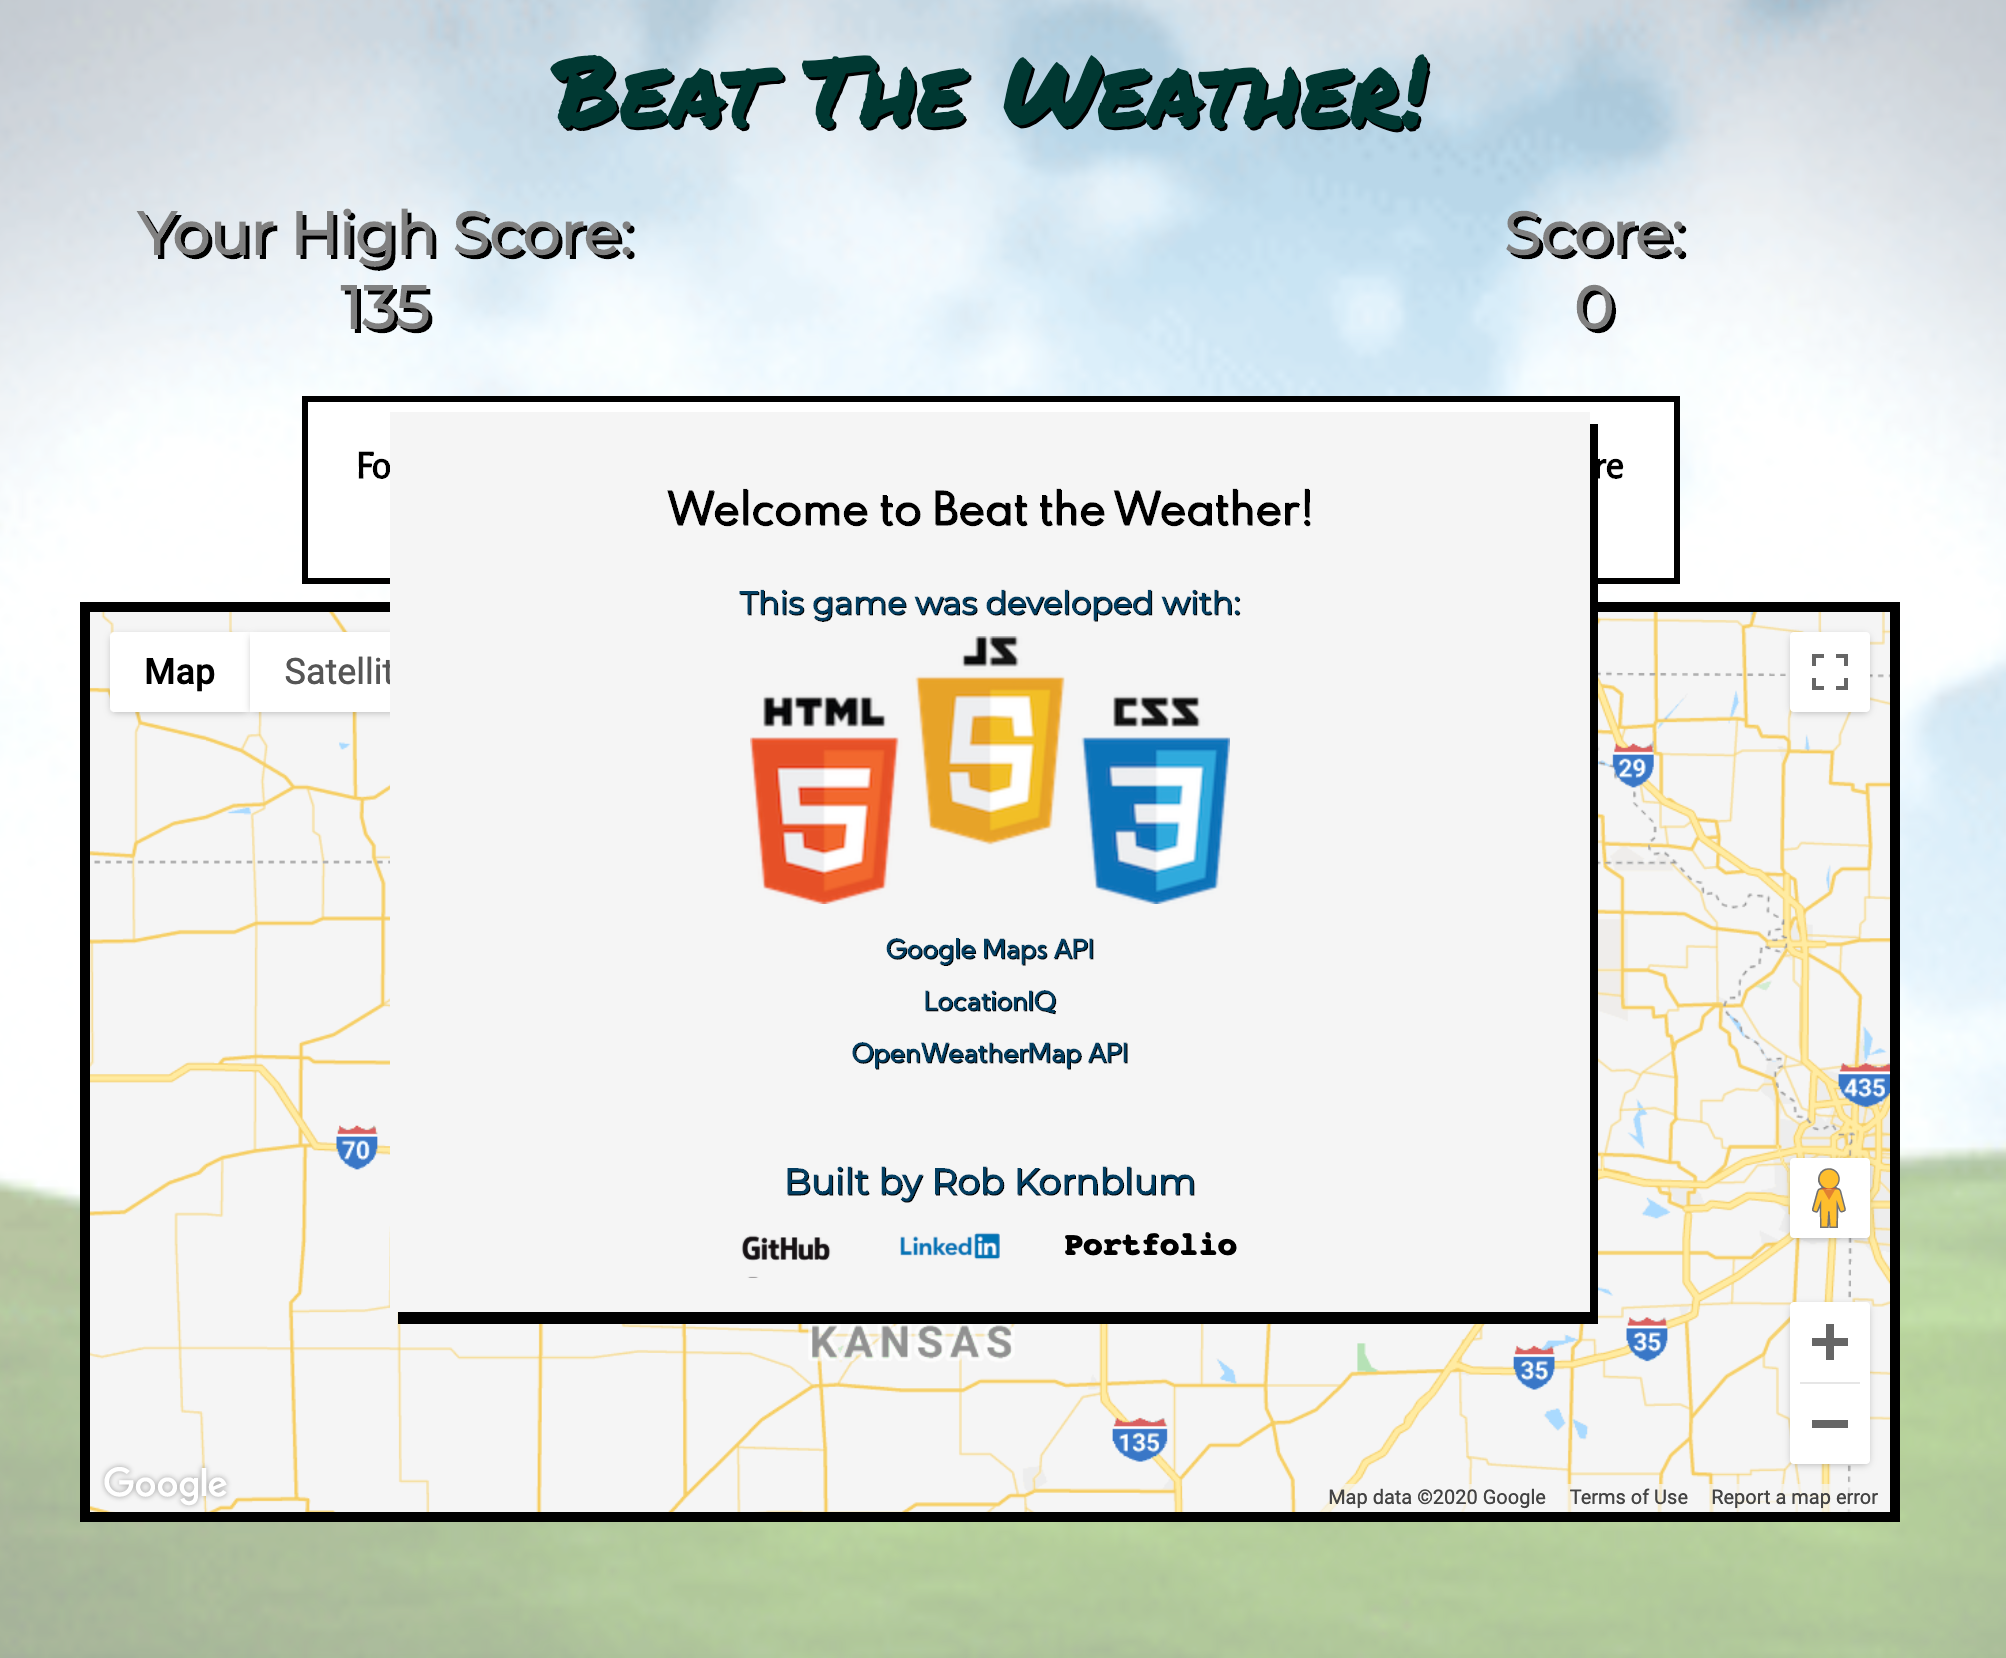 Beat The Weather!
Your High Score:
135
Score:
0
Welcome to Beat the Weather!
This game was developed with:
JS
HTML
CSS
5
5
3
Google Maps API
LocationIQ
OpenWeatherMap API
Built by Rob Kornblum
GitHub
LinkedIn
Portfolio
Map
29
435
70
KANSAS
35
35
135
Google
Map data ©2020 Google
Terms of Use
Report a map error